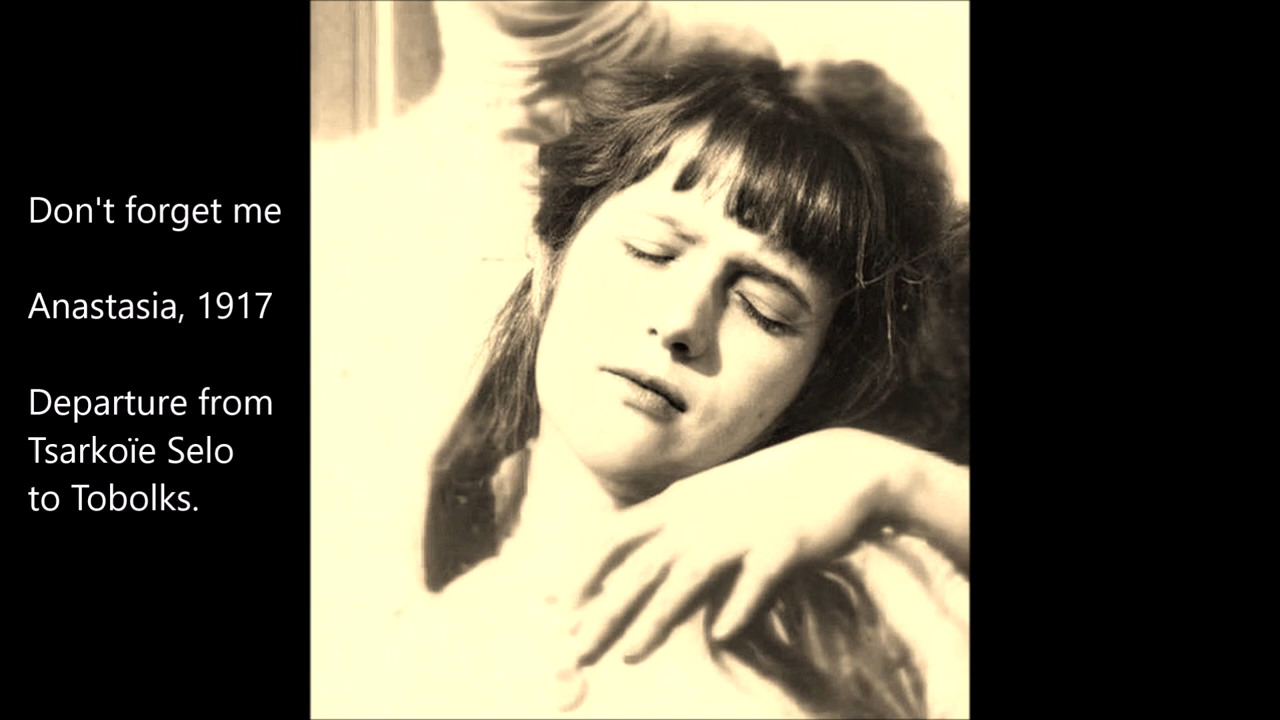 Don't forget me
Anastasia, 1917
Departure from
Tsarkoïe Selo
to Tobolks.